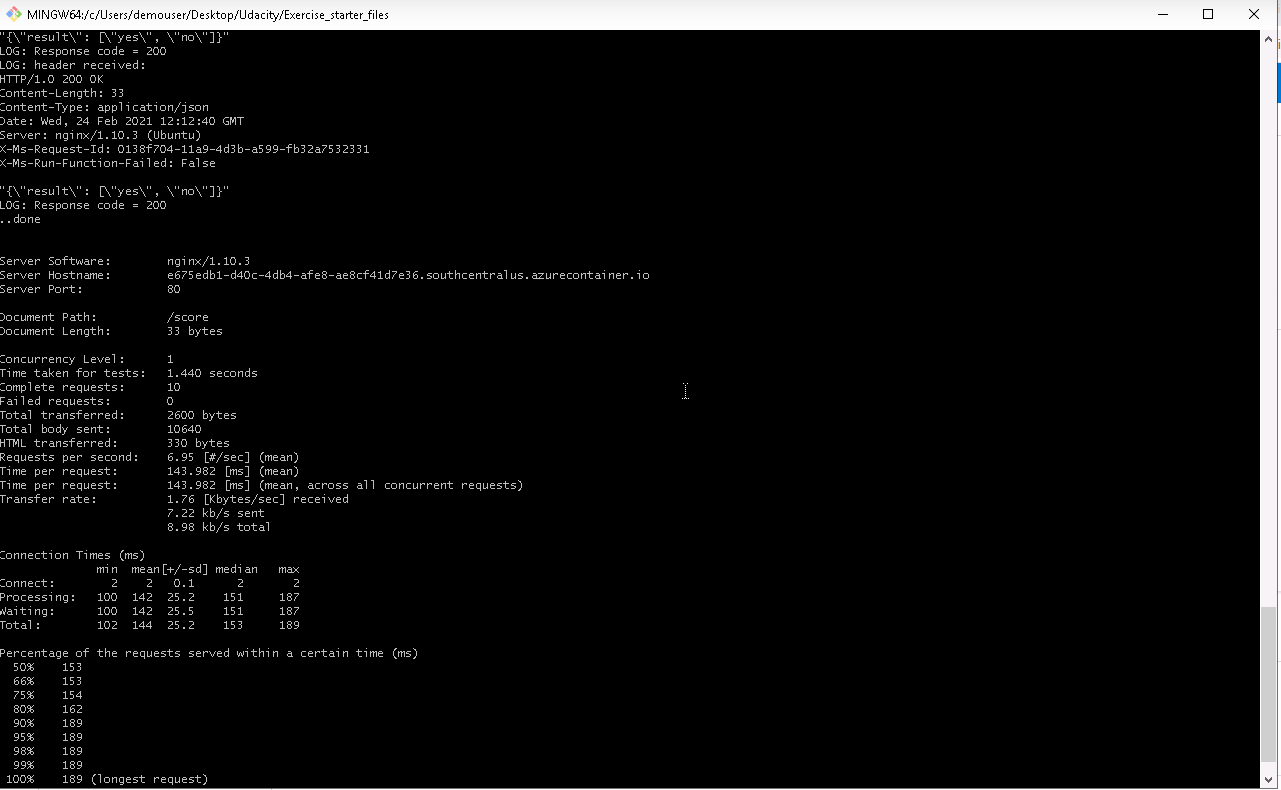 MINGW64:/c/Users/demouser/Desktop/Udacity/Exercise_starter_files
"{\"result\": [\"yes\", \"no\"]}"
LOG: Response code = 200
LOG: header received:
HTTP/1.0 200 OK
Content-Length: 33
Content-Type: application/json
Date: Wed, 24 Feb 2021 12:12:40 GMT
Server: nginx/1.10.3 (Ubuntu)
X-Ms-Request-Id: 0138f704-11a9-4d3b-a599-fb32a7532331
X-Ms-Run-Function-Failed: False
"{\"result\": [\"yes\", \"no\"]}"
LOG: Response code = 200
..done
Server Software: nginx/1.10.3
Server Hostname: e675edb1-d40c-4db4-afe8-ae8cf41d7e36.southcentralus.azurecontainer.io
Server Port: 80
Document Path: /score
Document Length: 33 bytes
Concurrency Level: 1
Time taken for tests: 1.440 seconds
Complete requests: 10
Failed requests: 0
Total transferred: 2600 bytes
Total body sent: 10640
HTML transferred: 330 bytes
Requests per second: 6.95 [#/sec] (mean)
Time per request: 143.982 [ms] (mean)
Time per request: 143.982 [ms] (mean, across all concurrent requests)
Transfer rate: 1.76 [Kbytes/sec] received
7.22 kb/s sent
8.98 kb/s total
Connection Times (ms)
min mean[+/-sd] median max
Connect: 2 2 0.1 2 2
Processing: 100 142 25.2 151 187
Waiting: 100 142 25.5 151 187
Total: 102 144 25.2 153 189
Percentage of the requests served within a certain time (ms)
50% 153
66% 153
75% 154
80% 162
90% 189
95% 189
98% 189
99% 189
100% 189 (longest request)